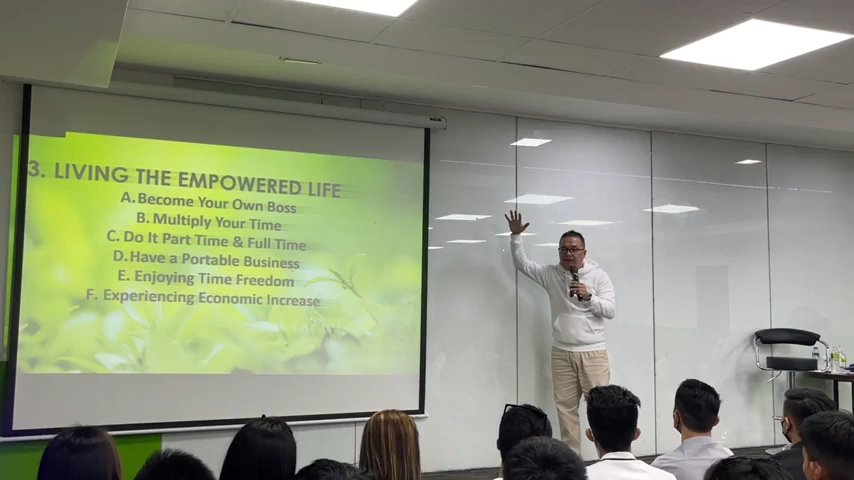 3. LIVING THE EMPOWERED LIFE
A. Become Your Own Boss
B. Multiply Your Time
C. Do It Part Time & Full Time
D. Have a Portable Business
E. Enjoying Time Freedom
F. Experiencing Economic Increase